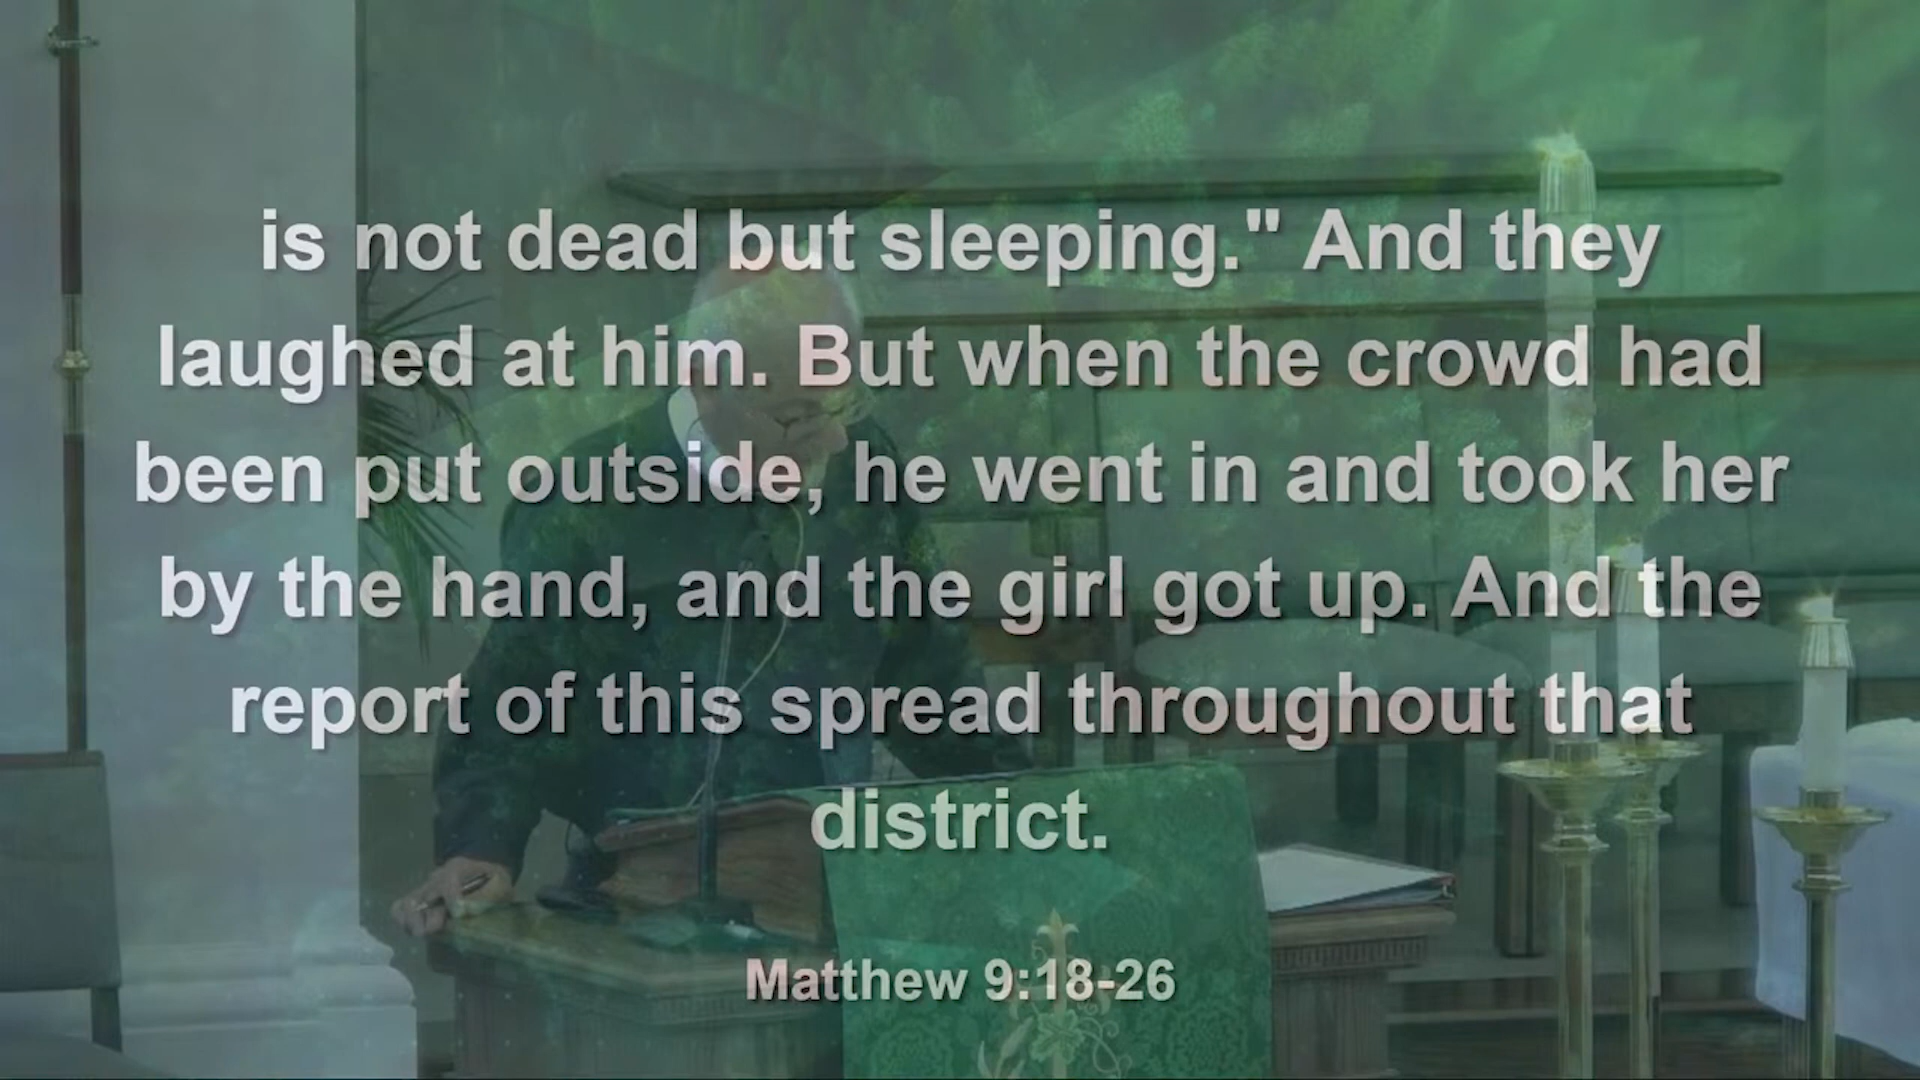 is not dead but sleeping." And they
laughed at him. But when the crowd had
been put outside, he went in and took her
by the hand, and the girl got up. And the
report of this spread throughout that
district.
Matthew 9:18-26